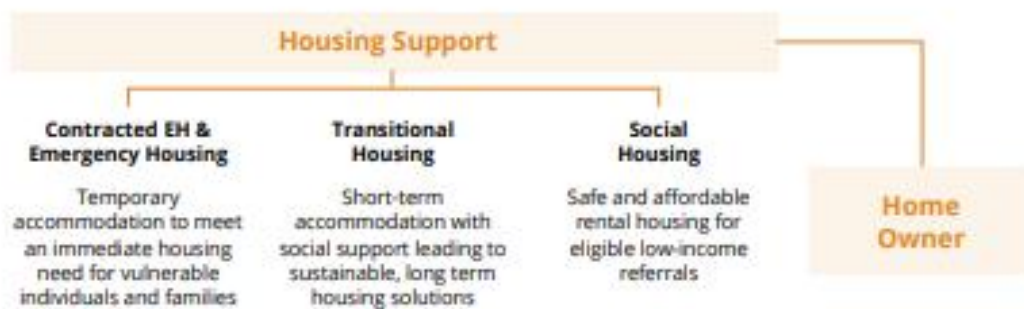 Housing Support
Contracted EH &
Emergency Housing
Temporary
accommodation to meet
an immediate housing
need for vulnerable
individuals and families
Transitional
Housing
Short-term
accommodation with
social support leading to
sustainable, long term
housing solutions
Social
Housing
Safe and affordable
rental housing for
eligible low-income
referrals
Home
Owner